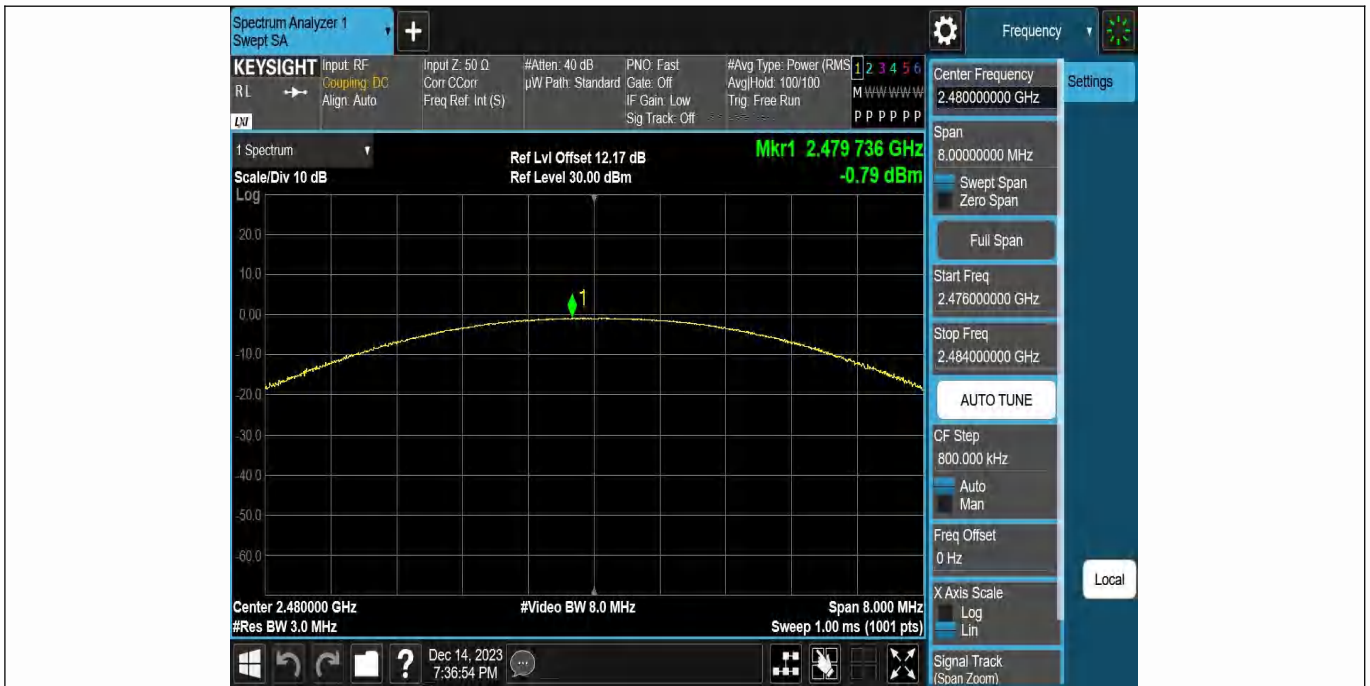 Spectrum Analyzer 1
Swept SA
+
Frequency
KEYSIGHT
RL
LXI
Input: RF
Coupling: DC
Align: Auto
Input Z: 50 Ω
Corr CCorr
Freq Ref: Int (S)
#Atten: 40 dB
µW Path: Standard
PNO: Fast
Gate: Off
IF Gain: Low
Sig Track: Off
#Avg Type: Power (RMS
Avg|Hold: 100/100
Trig: Free Run
1 2 3 4 5 6
M W W W W W
P P P P P P
1 Spectrum
Scale/Div 10 dB
Ref Lvl Offset 12.17 dB
Ref Level 30.00 dBm
Mkr1 2.479 736 GHz
-0.79 dBm
Log
20.0
10.0
0.00
-10.0
-20.0
-30.0
-40.0
-50.0
-60.0
1
Center 2.480000 GHz
#Res BW 3.0 MHz
#Video BW 8.0 MHz
Span 8.000 MHz
Sweep 1.00 ms (1001 pts)
?
Dec 14, 2023
7:36:54 PM
Center Frequency
2.480000000 GHz
Settings
Span
8.00000000 MHz
Swept Span
Zero Span
Full Span
Start Freq
2.476000000 GHz
Stop Freq
2.484000000 GHz
AUTO TUNE
CF Step
800.000 kHz
Auto
Man
Freq Offset
0 Hz
X Axis Scale
Log
Lin
Signal Track
(Span Zoom)
Local